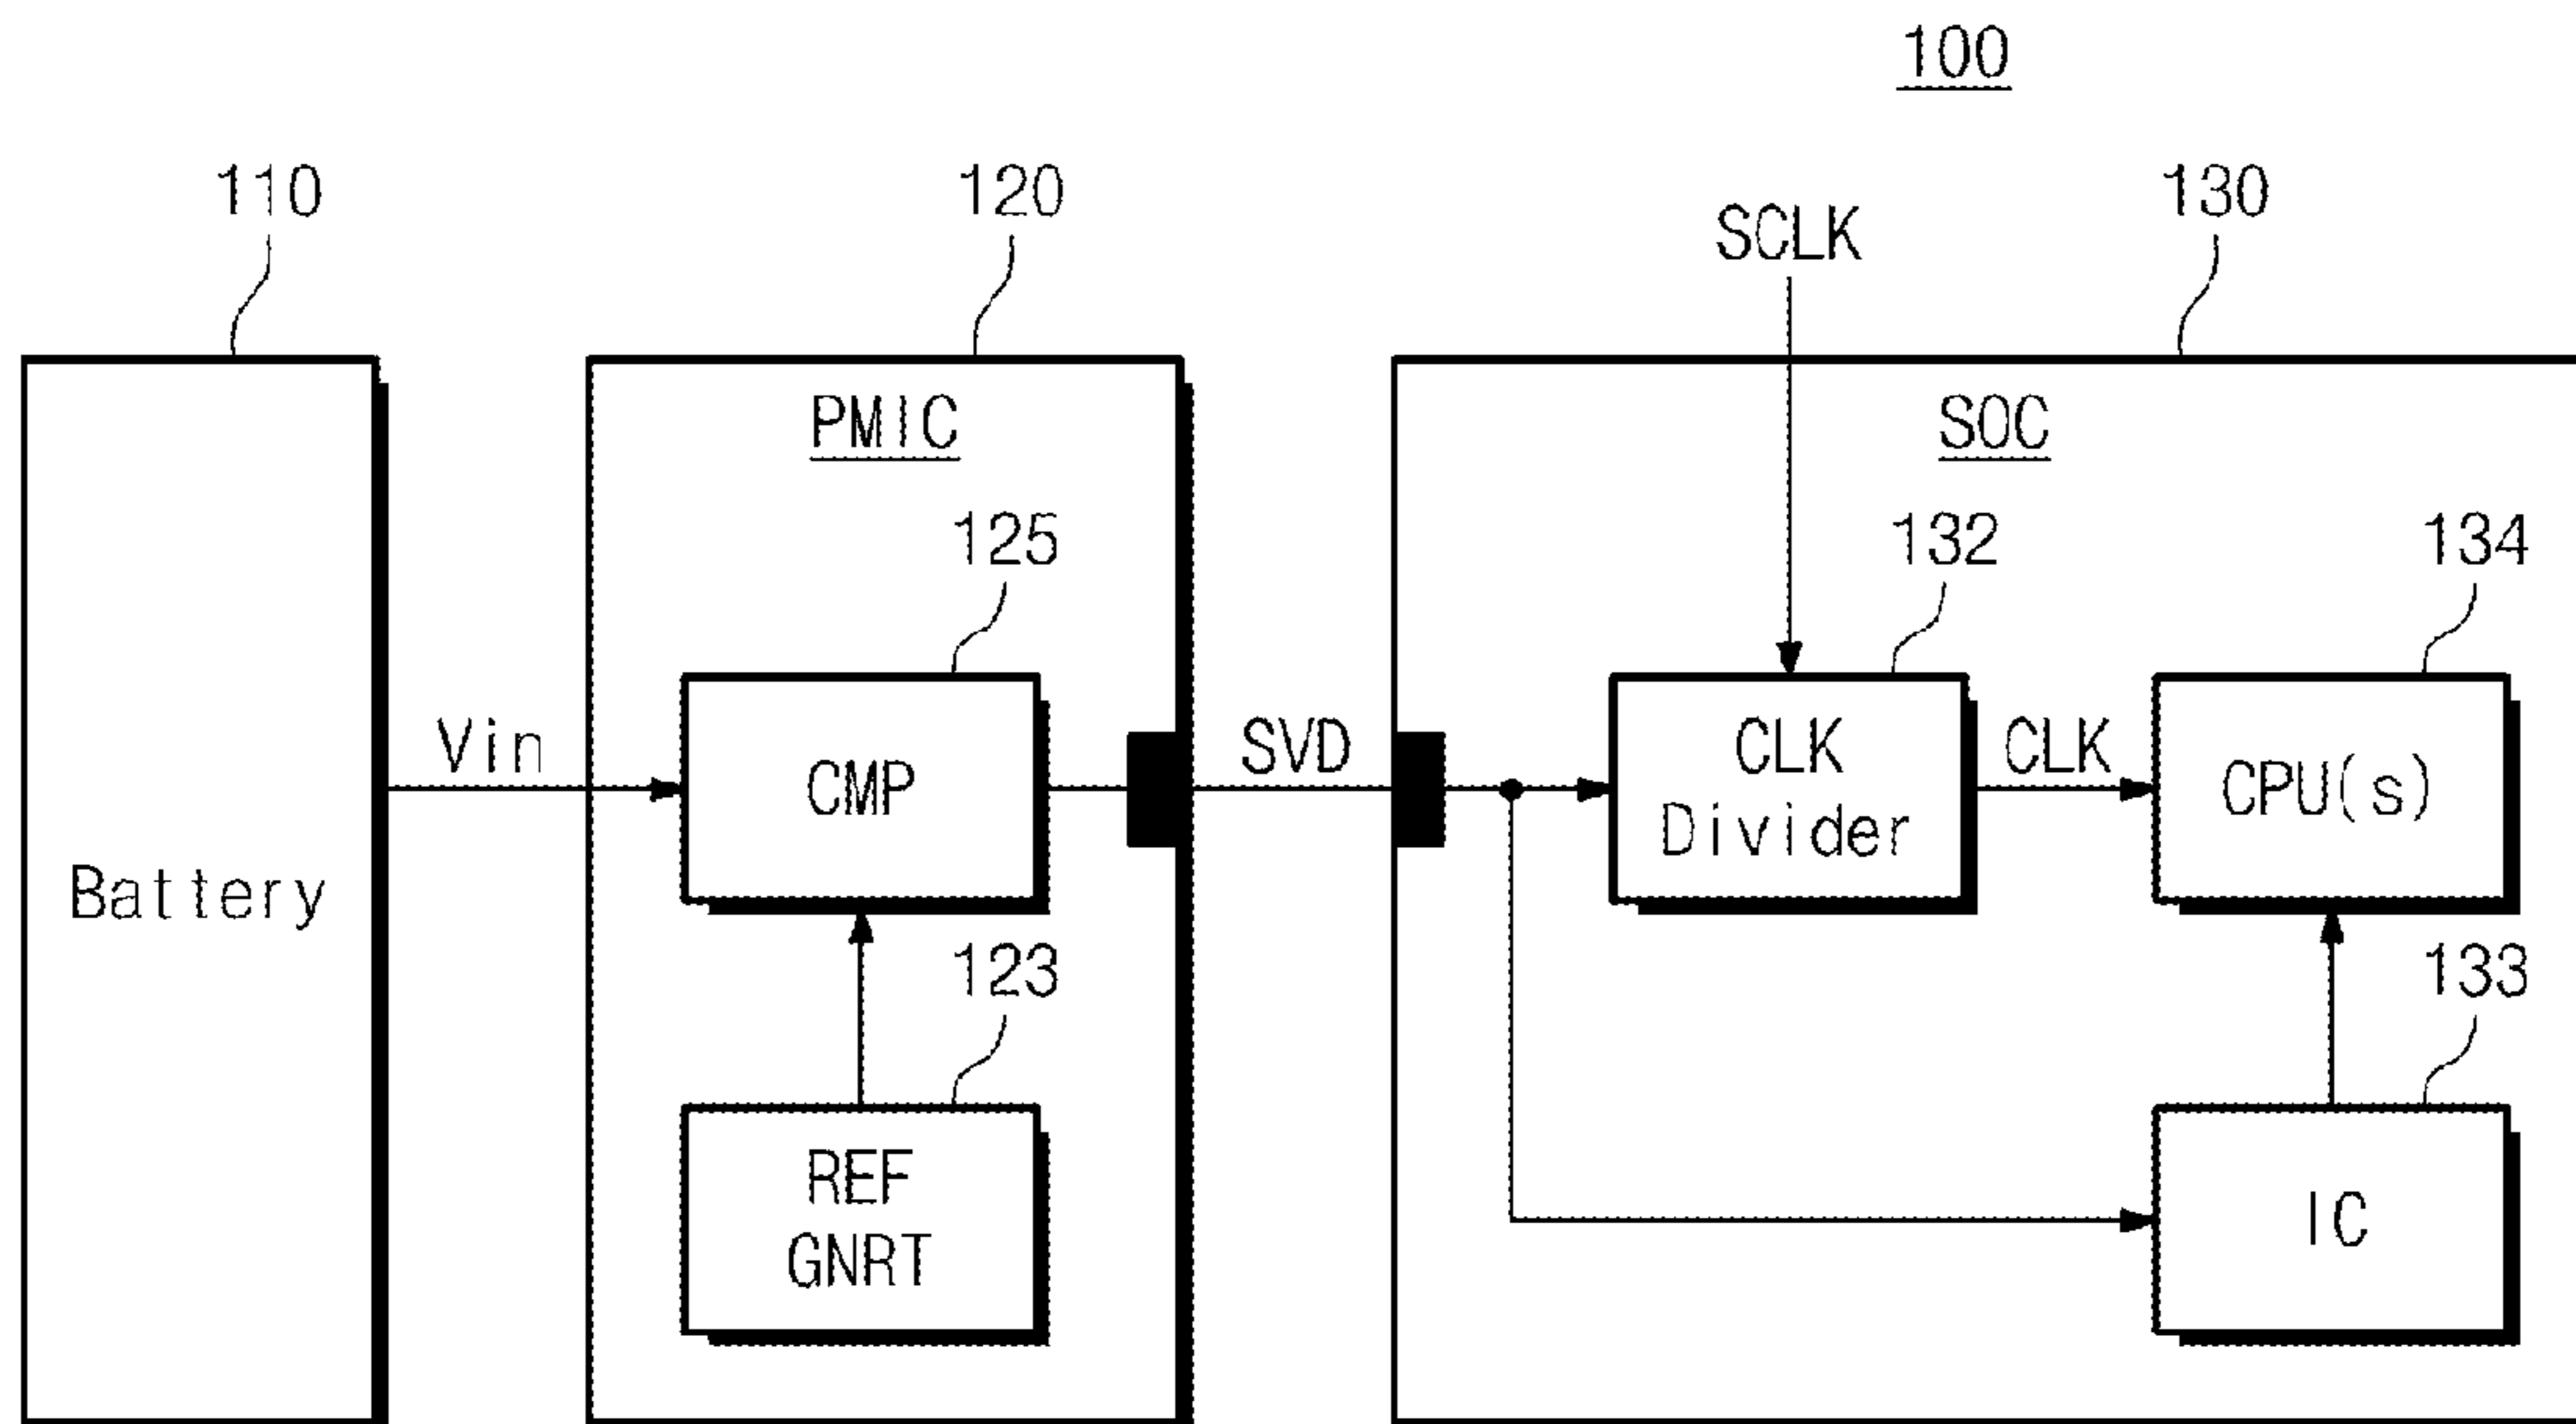 100
110
120
130
SCLK
PMIC
SOC
125
132
134
Vin
CMP
SVD
CLK
Divider
CLK
CPU(s)
Battery
123
133
REF
GNRT
IC